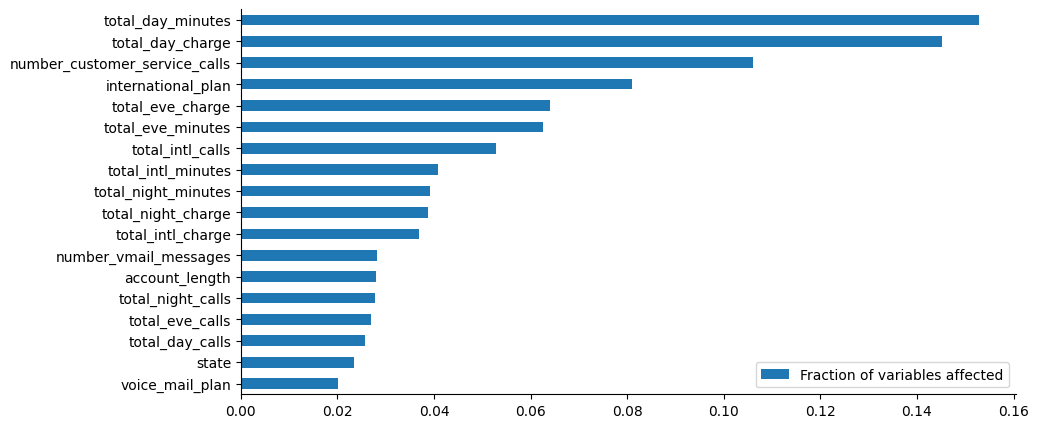 total_day_minutes
total_day_charge
number_customer_service_calls
international_plan
total_eve_charge
total_eve_minutes
total_intl_calls
total_intl_minutes
total_night_minutes
total_night_charge
total_intl_charge
number_vmail_messages
account_length
total_night_calls
total_eve_calls
total_day_calls
state
voice_mail_plan
Fraction of variables affected
0.00 0.02 0.04 0.06 0.08 0.10 0.12 0.14 0.16